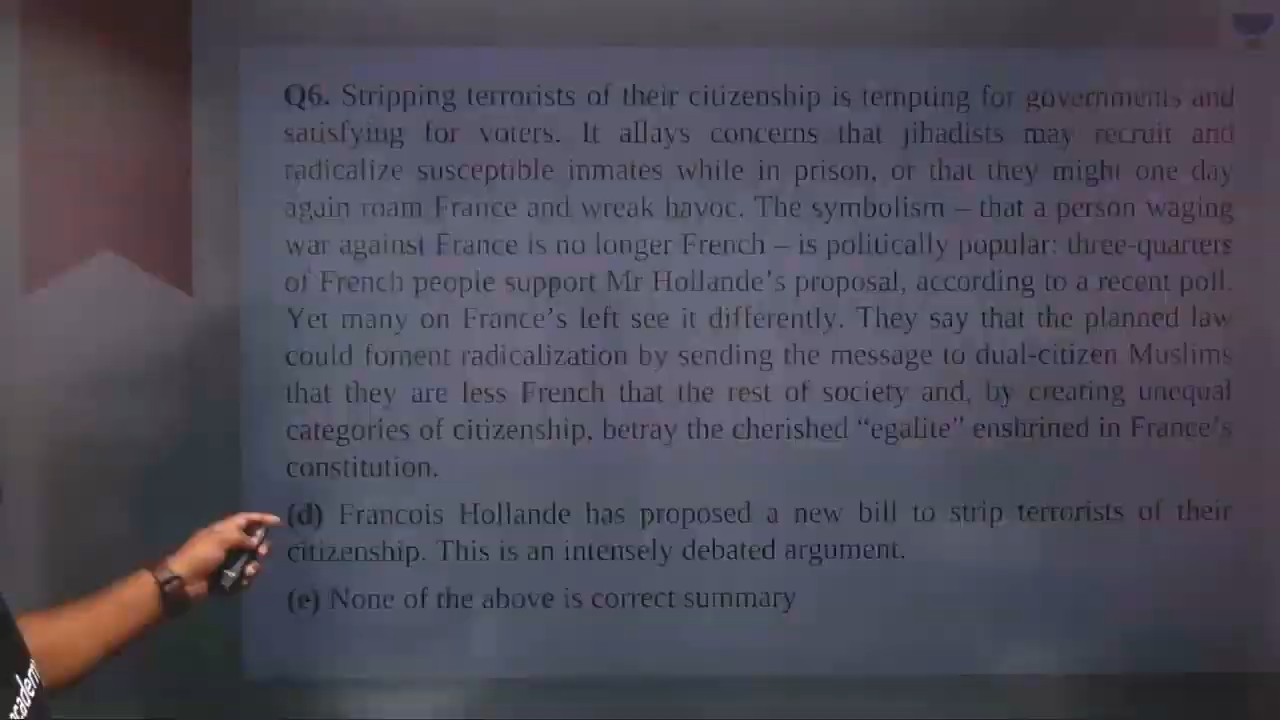 Q6. Stripping terrorists of their citizenship is tempting for governments and
satisfying for voters. It allays concerns that jihadists may recruit and
radicalize susceptible inmates while in prison, or that they might one day
again roam France and wreak havoc. The symbolism – that a person waging
war against France is no longer French – is politically popular: three-quarters
of French people support Mr Hollande's proposal, according to a recent poll.
Yet many on France's left see it differently. They say that the planned law
could foment radicalization by sending the message to dual-citizen Muslims
that they are less French that the rest of society and, by creating unequal
categories of citizenship, betray the cherished “egalite” enshrined in France's
constitution.
(d) Francois Hollande has proposed a new bill to strip terrorists of their
citizenship. This is an intensely debated argument.
(e) None of the above is correct summary